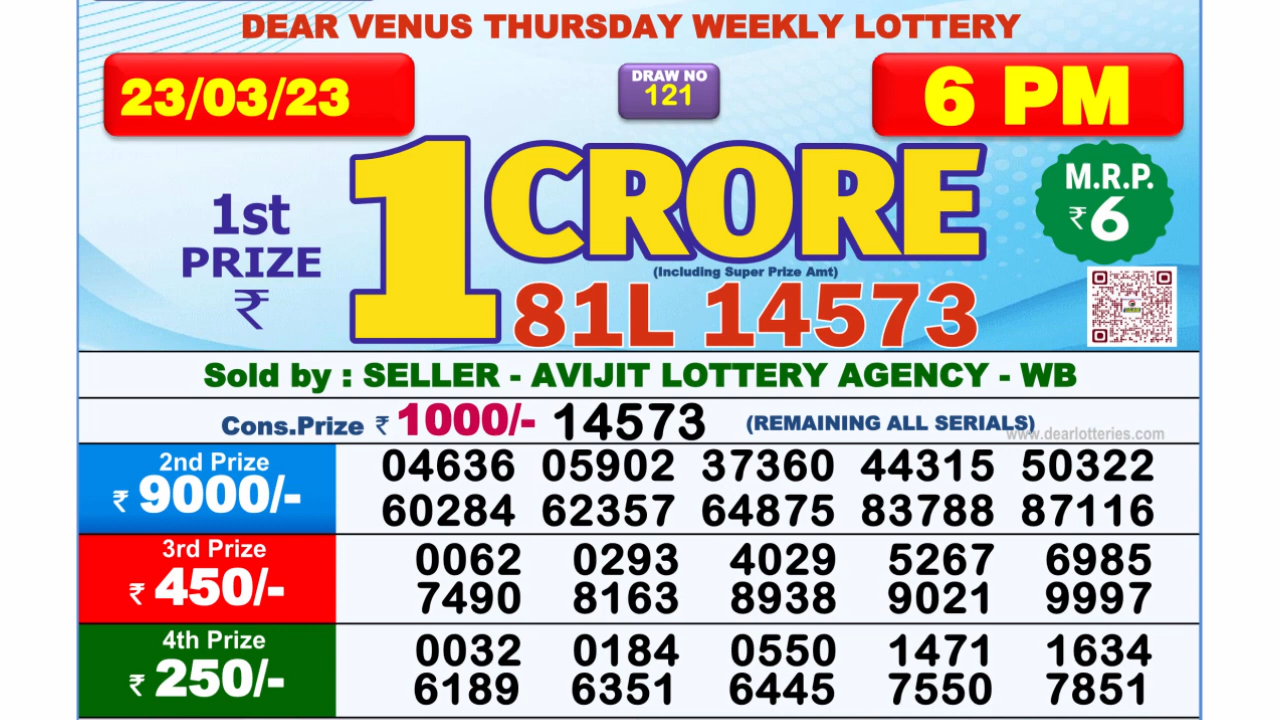 DEAR VENUS THURSDAY WEEKLY LOTTERY
23/03/23
DRAW NO
121
6 PM
1st
PRIZE
₹
1 CRORE
(Including Super Prize Amt)
81L 14573
M.R.P.
₹6
Sold by : SELLER - AVIJIT LOTTERY AGENCY - WB
Cons.Prize ₹ 1000/- 14573 (REMAINING ALL SERIALS)
www.dearlotteries.com
2nd Prize
₹ 9000/-
04636 05902 37360 44315 50322
60284 62357 64875 83788 87116
3rd Prize
₹ 450/-
0062 0293 4029 5267 6985
7490 8163 8938 9021 9997
4th Prize
₹ 250/-
0032 0184 0550 1471 1634
6189 6351 6445 7550 7851